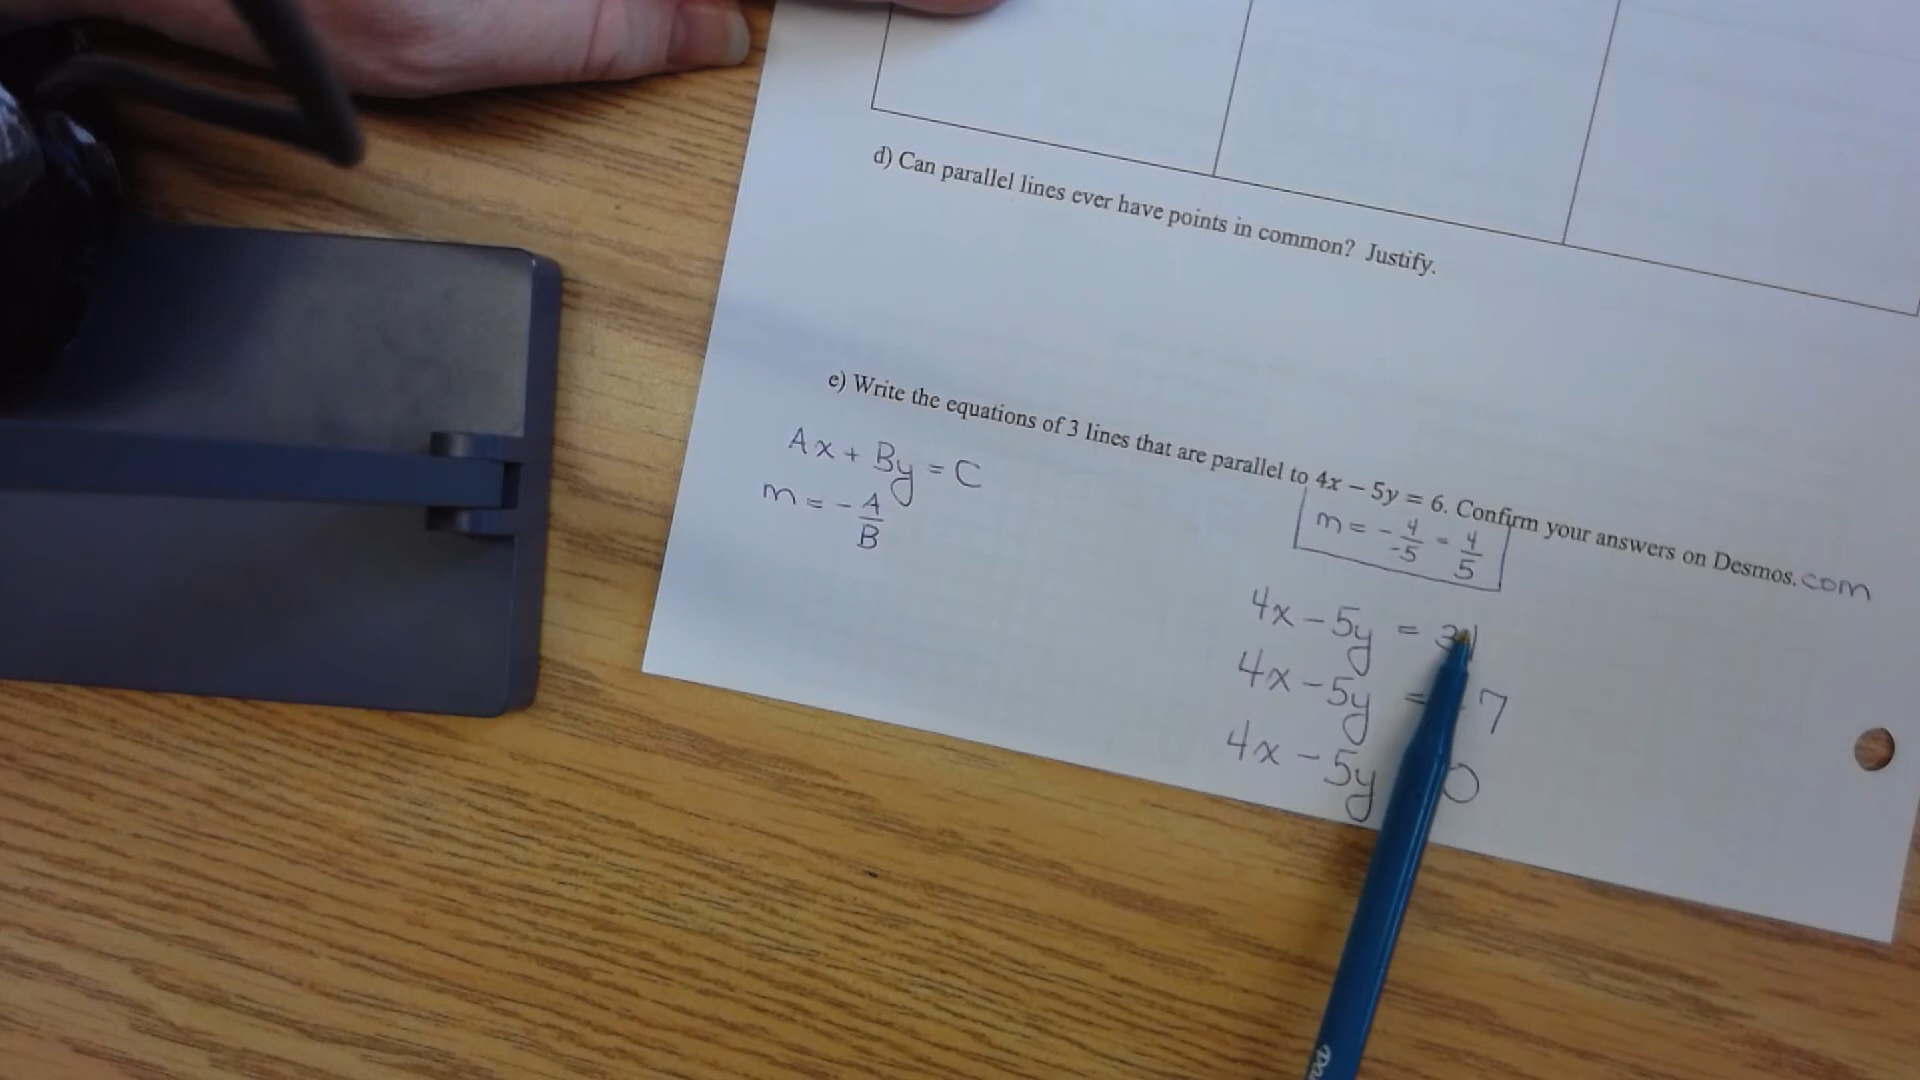 d) Can parallel lines ever have points in common? Justify.
e) Write the equations of 3 lines that are parallel to 4x – 5y = 6. Confirm your answers on Desmos.com
Ax + By = C
m = -A/B
m = -4/-5 = 4/5
4x - 5y =
4x - 5y = 7
4x - 5y 0